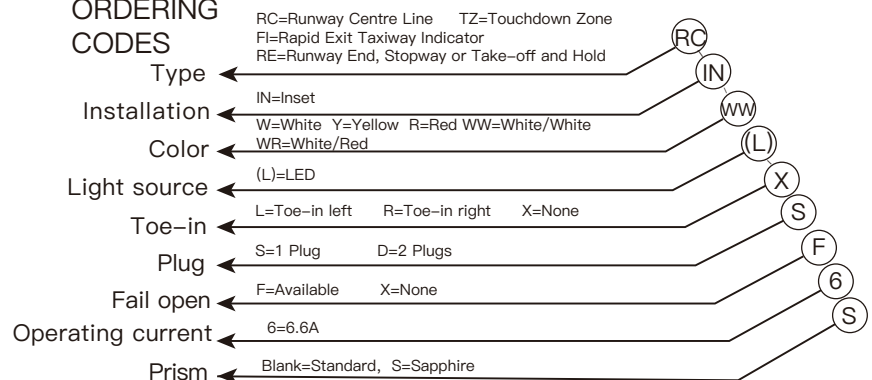 ORDERING
CODES
RC=Runway Centre Line TZ=Touchdown Zone
FI=Rapid Exit Taxiway Indicator
RE=Runway End, Stopway or Take-off and Hold
Type
RC
IN=Inset
Installation
IN
W=White Y=Yellow R=Red WW=White/White
WR=White/Red
Color
WW
(L)=LED
Light source
(L)
L=Toe-in left R=Toe-in right X=None
Toe-in
X
S=1 Plug D=2 Plugs
Plug
S
F=Available X=None
Fail open
F
6=6.6A
Operating current
6
Blank=Standard, S=Sapphire
Prism
S